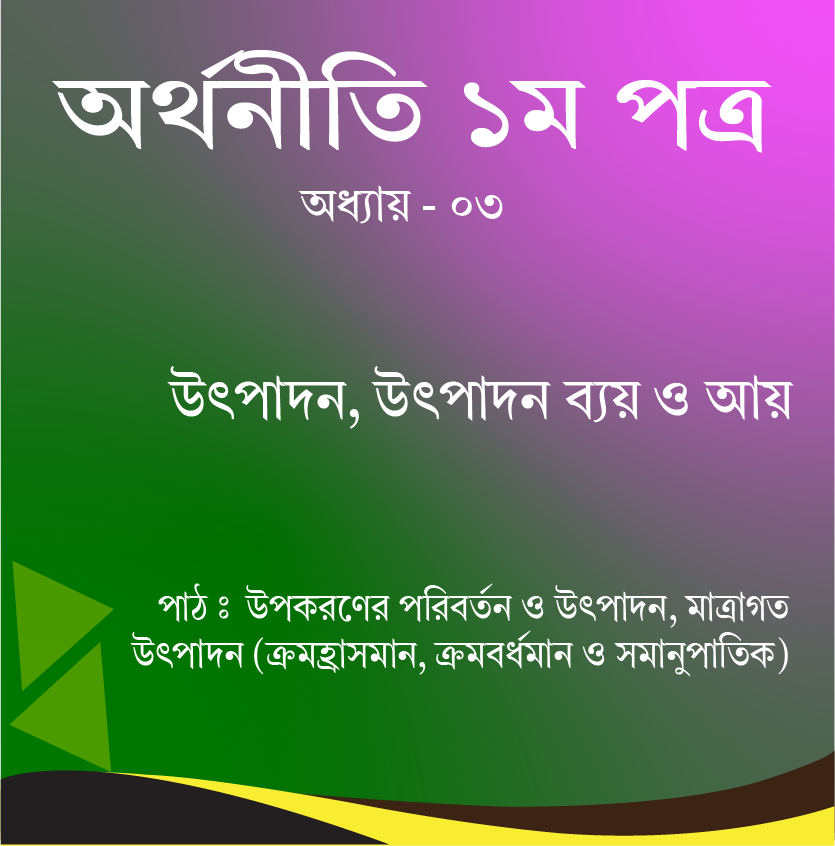 অর্থনীতি ১ম পত্র
অধ্যায় - ০৩
উৎপাদন, উৎপাদন ব্যয় ও আয়
পাঠ ঃ উপকরণের পরিবর্তন ও উৎপাদন, মাত্রাগত
উৎপাদন (ক্রমহ্রাসমান, ক্রমবর্ধমান ও সমানুপাতিক)